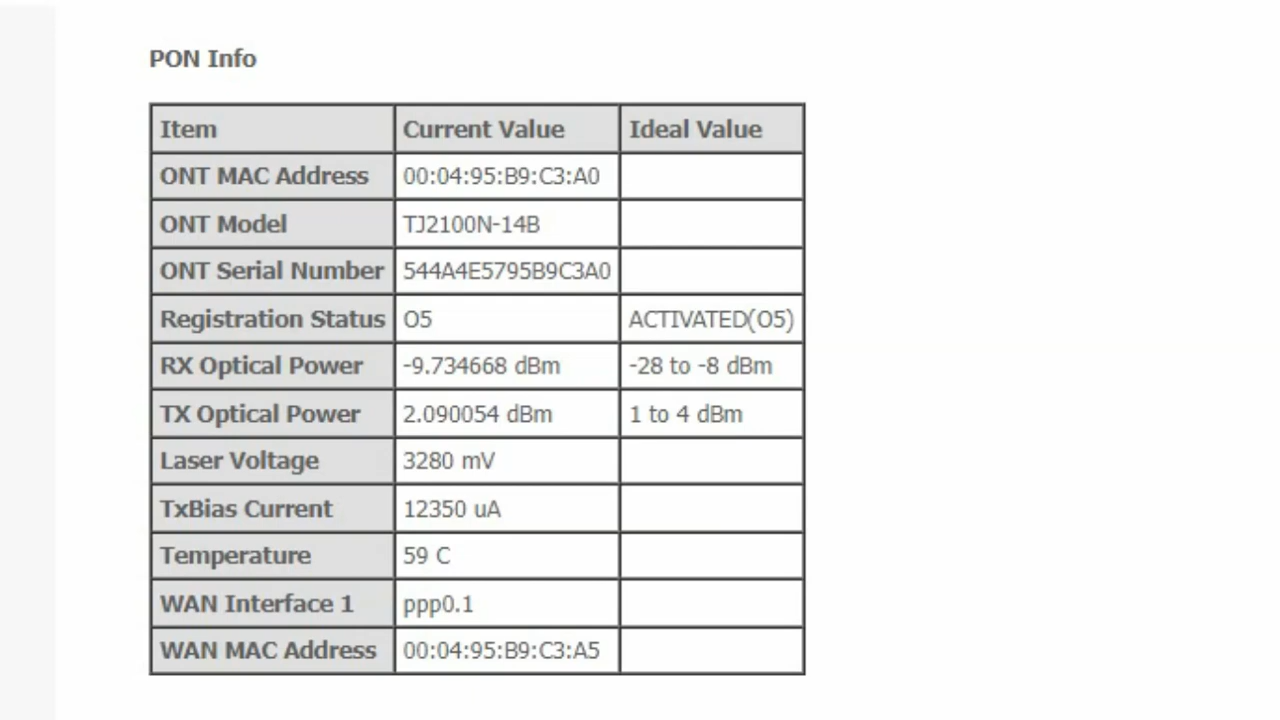 PON Info
Item Current Value Ideal Value
ONT MAC Address 00:04:95:B9:C3:A0
ONT Model TJ2100N-14B
ONT Serial Number 544A4E5795B9C3A0
Registration Status O5 ACTIVATED(O5)
RX Optical Power -9.734668 dBm -28 to -8 dBm
TX Optical Power 2.090054 dBm 1 to 4 dBm
Laser Voltage 3280 mV
TxBias Current 12350 uA
Temperature 59 C
WAN Interface 1 ppp0.1
WAN MAC Address 00:04:95:B9:C3:A5